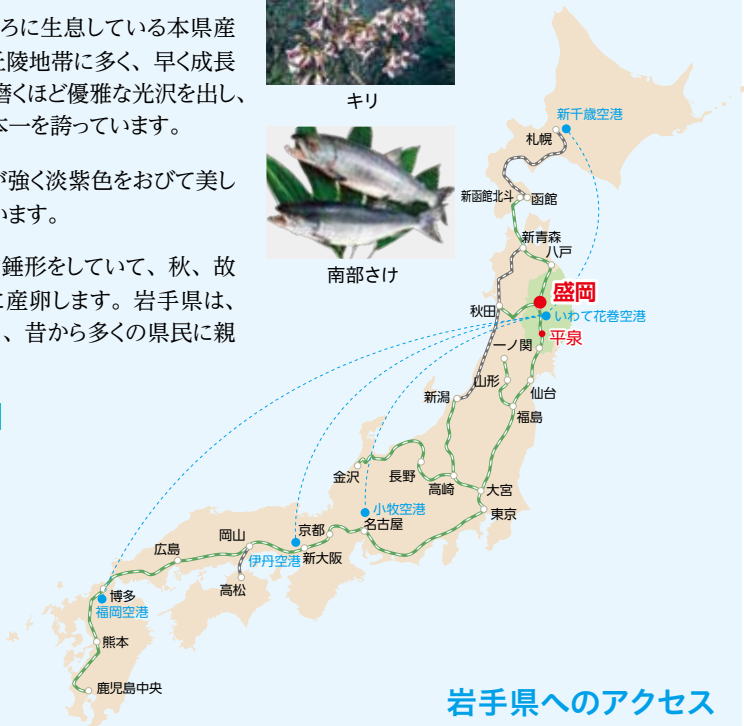 ろに生息している本県産
丘陵地帯に多く、早く成長
磨くほど優雅な光沢を出し、
本一を誇っています。
が強く淡紫色をおびて美し
います。
錘形をしていて、秋、故
に産卵します。岩手県は、
、昔から多くの県民に親
キリ
南部さけ
新千歳空港
札幌
新函館北斗
函館
新青森
八戸
盛岡
秋田
いわて花巻空港
平泉
一ノ関
山形
仙台
新潟
福島
金沢
長野
高崎
大宮
東京
小牧空港
名古屋
京都
岡山
伊丹空港
新大阪
広島
高松
博多
福岡空港
熊本
鹿児島中央
岩手県へのアクセス